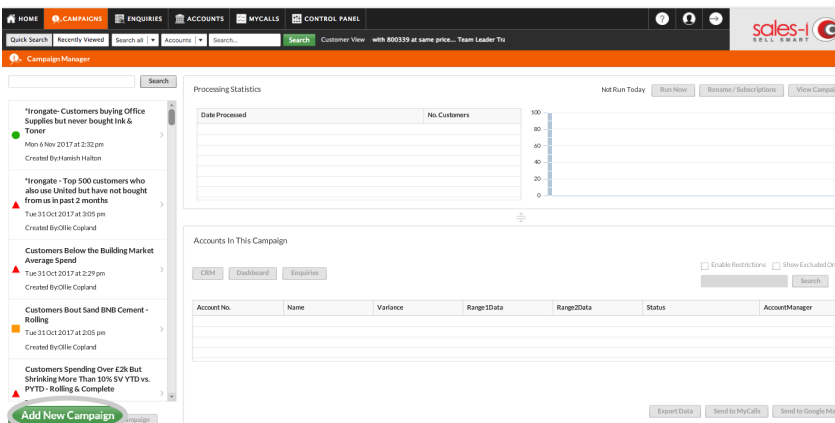 HOME CAMPAIGNS ENQUIRIES ACCOUNTS MYCALLS CONTROL PANEL
sales-i
SELL SMART
Quick Search Recently Viewed Search all Accounts Search... Search Customer View with 800339 at same price... Team Leader Tra
Campaign Manager
Search
*Irongate- Customers buying Office
Supplies but never bought Ink &
Toner
Mon 6 Nov 2017 at 2:32 pm
Created By:Hamish Halton
*Irongate - Top 500 customers who
also use United but have not bought
from us in past 2 months
Tue 31 Oct 2017 at 3:05 pm
Created By:Ollie Copland
Customers Below the Building Market
Average Spend
Tue 31 Oct 2017 at 2:29 pm
Created By:Ollie Copland
Customers Bout Sand BNB Cement -
Rolling
Tue 31 Oct 2017 at 2:05 pm
Created By:Ollie Copland
Customers Spending Over £2k But
Shrinking More Than 10% SV YTD vs.
PYTD - Rolling & Complete
Add New Campaign
Processing Statistics
Not Run Today Run Now Rename / Subscriptions View Campai
Date Processed No. Customers
100
80
60
40
20
0
Accounts In This Campaign
CRM Dashboard Enquiries
Enable Restrictions Show Excluded On
Search
Account No. Name Variance Range1Data Range2Data Status AccountManager
Export Data Send to MyCalls Send to Google Ma